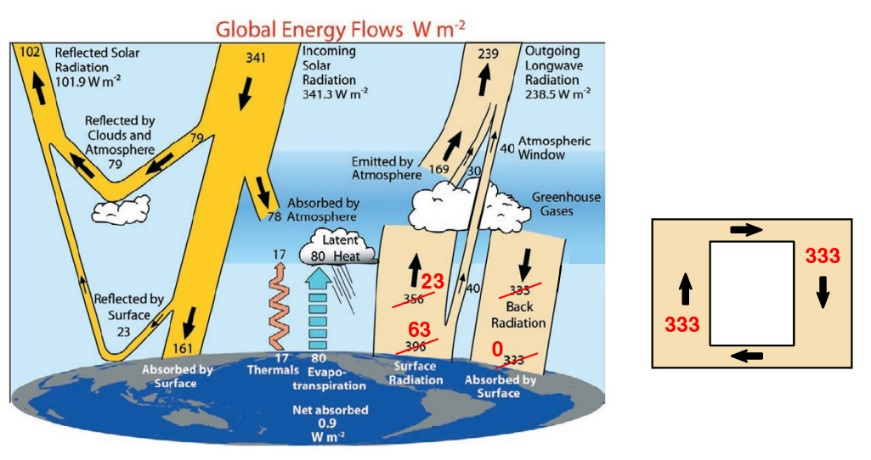 Global Energy Flows W m-2
102
Reflected Solar
Radiation
101.9 W m-2
341
Incoming
Solar
Radiation
341.3 W m-2
239
Outgoing
Longwave
Radiation
238.5 W m-2
Reflected by
Clouds and
Atmosphere
79
79
Emitted by
Atmosphere
169
30
40
Atmospheric
Window
Greenhouse
Gases
78
Absorbed by
Atmosphere
17
Latent
80 Heat
Reflected by
Surface
23
161
Absorbed by
Surface
17
Thermals
80
Evapo-
transpiration
356
23
40
63
396
Surface
Radiation
333
Back
Radiation
0
333
Absorbed by
Surface
Net absorbed
0.9
W m-2
333
333